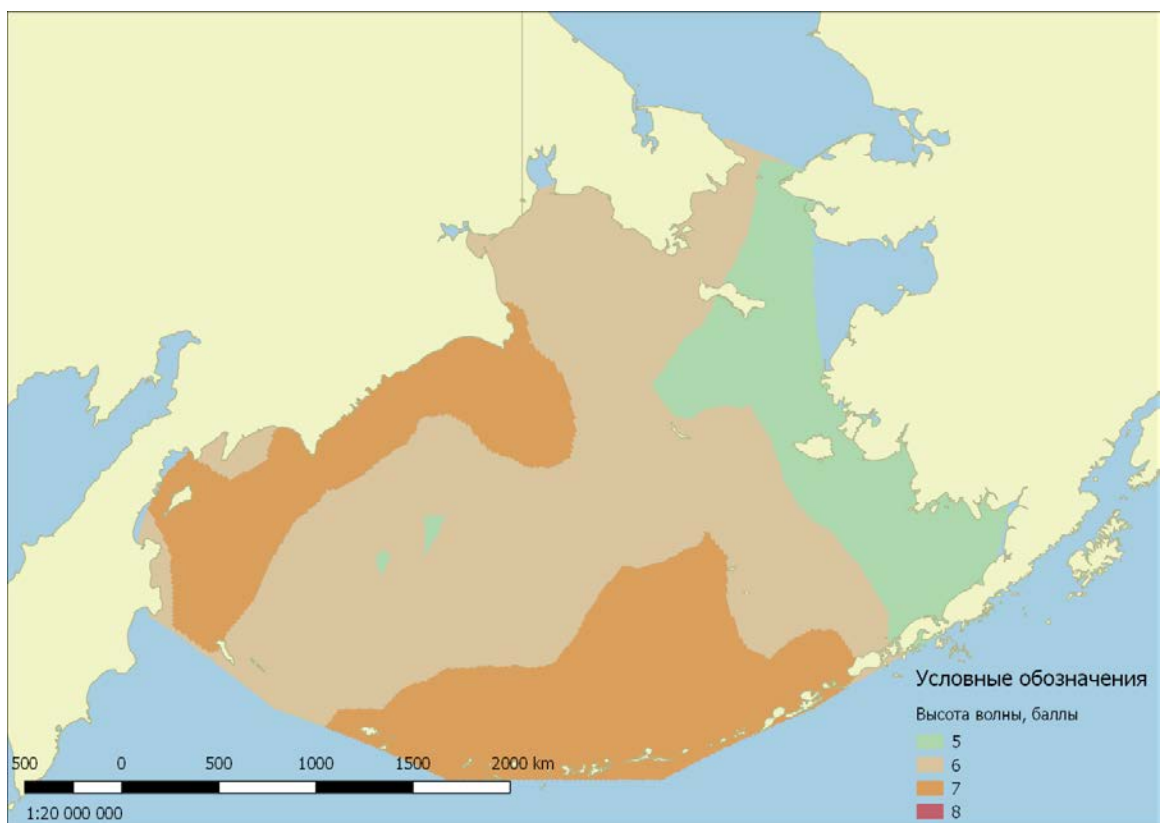 Условные обозначения
Высота волны, баллы
5
6
7
8
500 0 500 1000 1500 2000 km
1:20 000 000